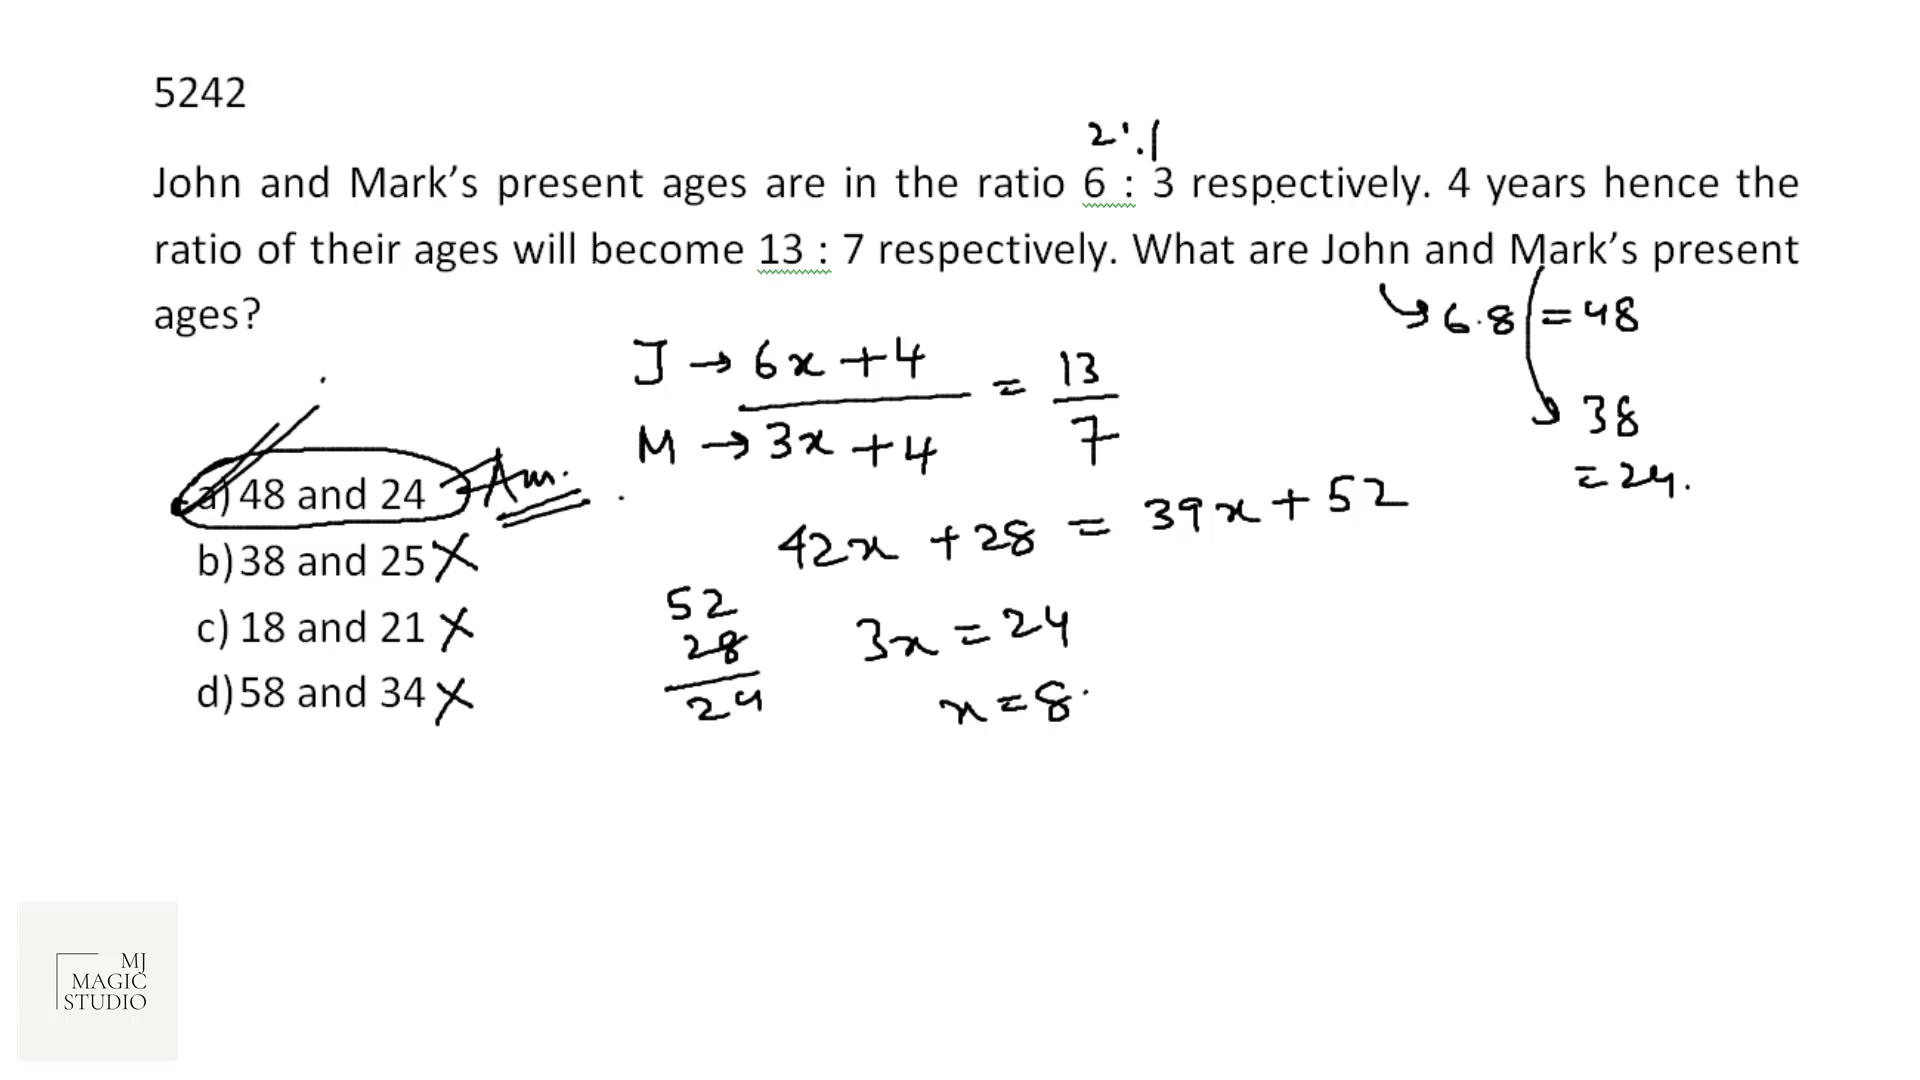 5242
2:1
John and Mark’s present ages are in the ratio 6 : 3 respectively. 4 years hence the
ratio of their ages will become 13 : 7 respectively. What are John and Mark’s present
ages?
→ 6.8 = 48
→ 38
= 24.
J → 6x + 4 = 13
M → 3x + 4 7
42x + 28 = 39x + 52
3x = 24
x = 8.
52
28
24
a) 48 and 24 Am.
b) 38 and 25 X
c) 18 and 21 X
d) 58 and 34 X
MJ
MAGIC
STUDIO